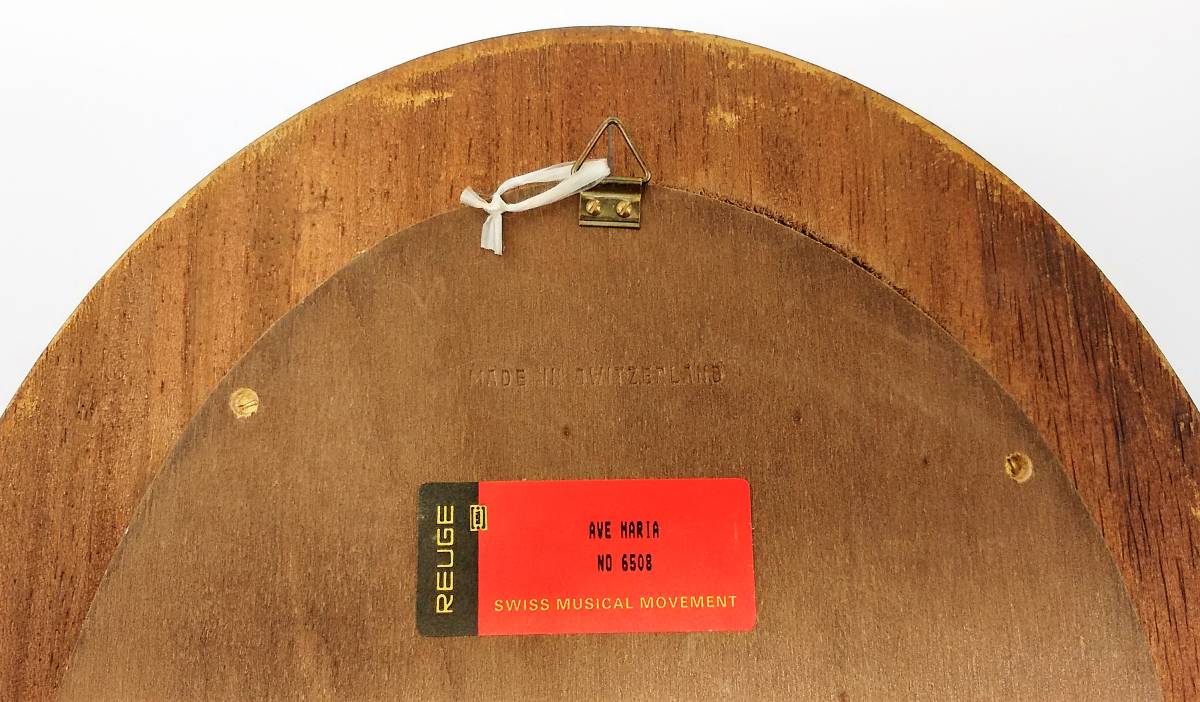 MADE IN SWITZERLAND
REUGE
AVE MARIA
NO 6508
SWISS MUSICAL MOVEMENT